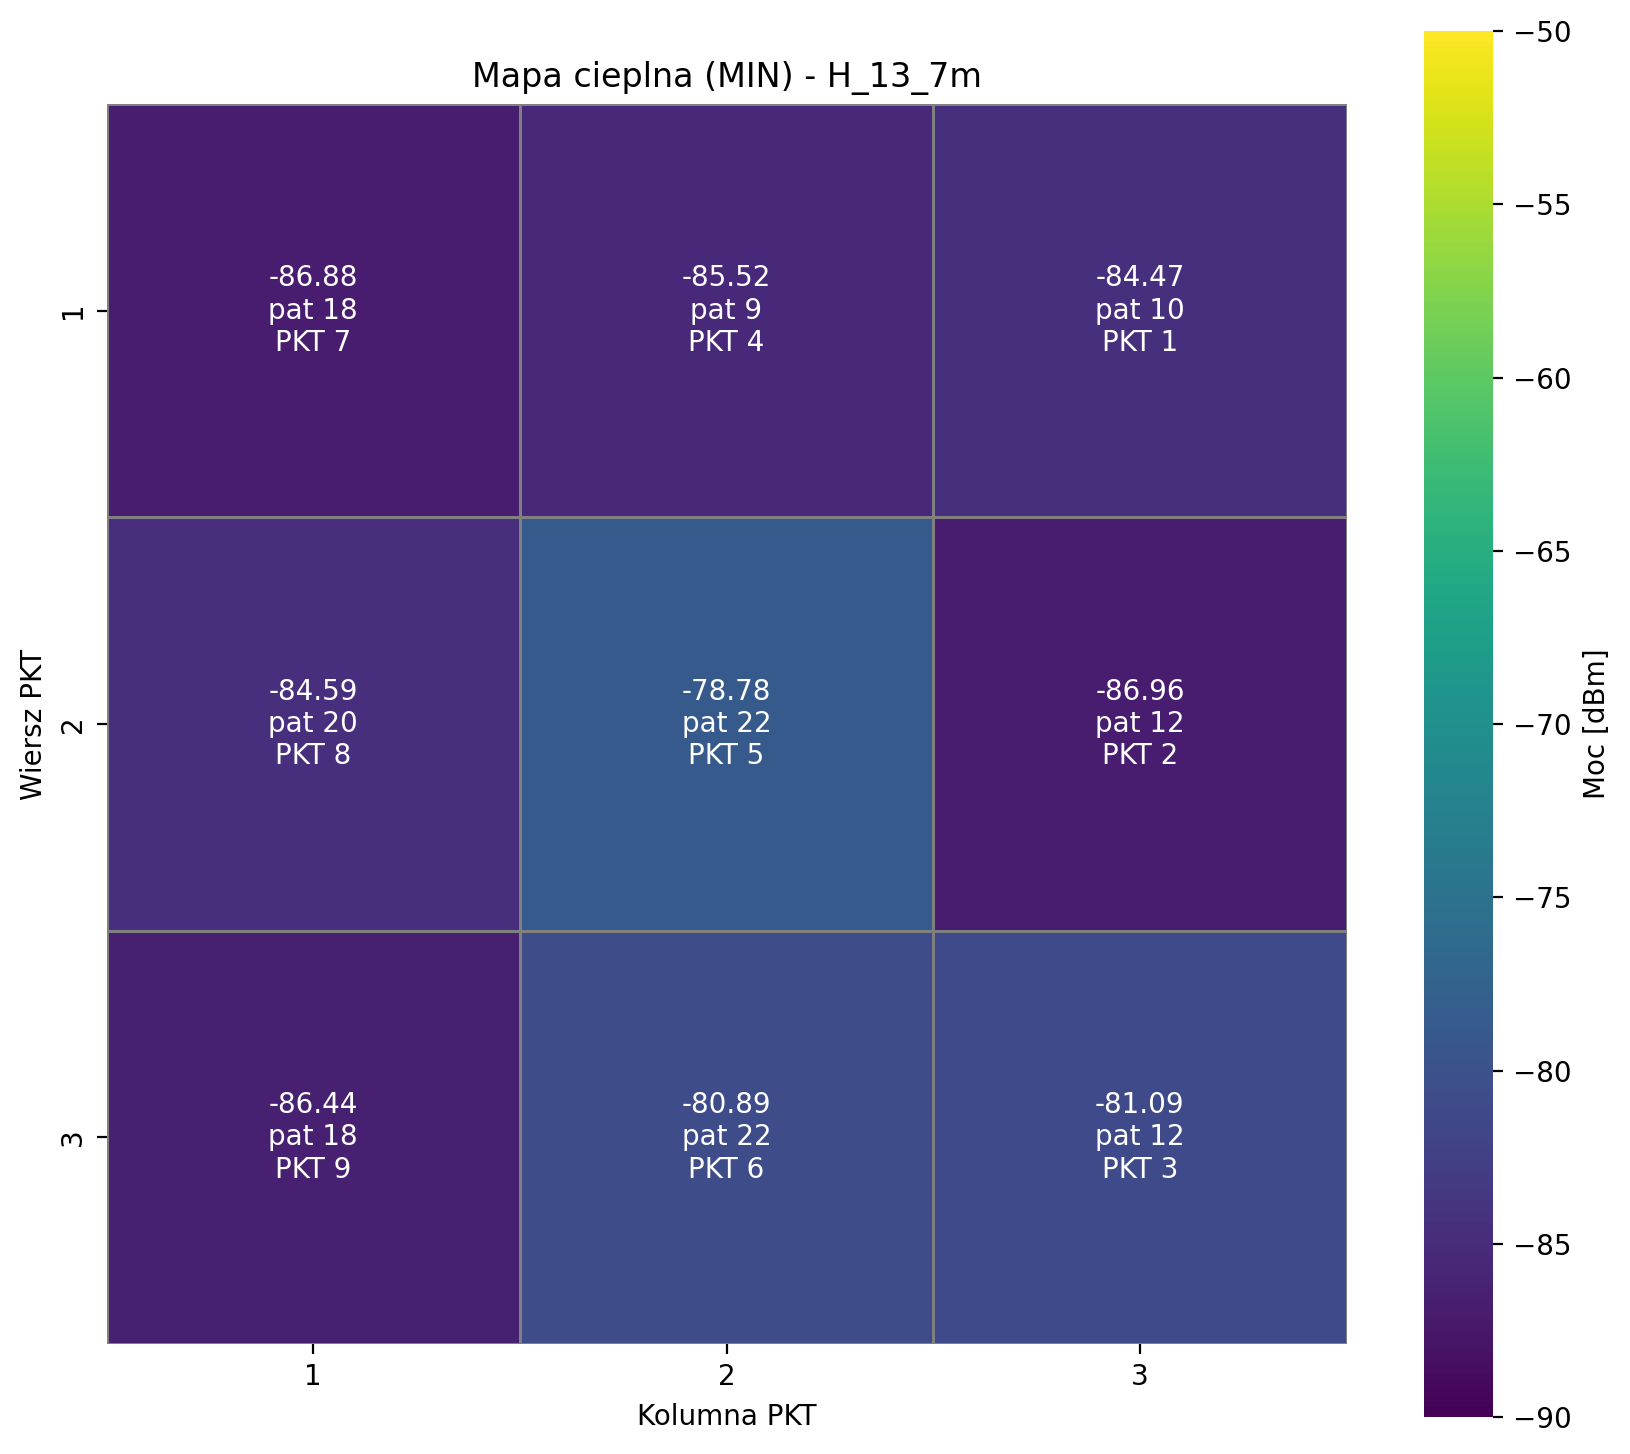 Mapa cieplna (MIN) - H_13_7m
-86.88
pat 18
PKT 7
-85.52
pat 9
PKT 4
-84.47
pat 10
PKT 1
-84.59
pat 20
PKT 8
-78.78
pat 22
PKT 5
-86.96
pat 12
PKT 2
-86.44
pat 18
PKT 9
-80.89
pat 22
PKT 6
-81.09
pat 12
PKT 3
1
2
3
Wiersz PKT
1
2
3
Kolumna PKT
−50
−55
−60
−65
−70
−75
−80
−85
−90
Moc [dBm]